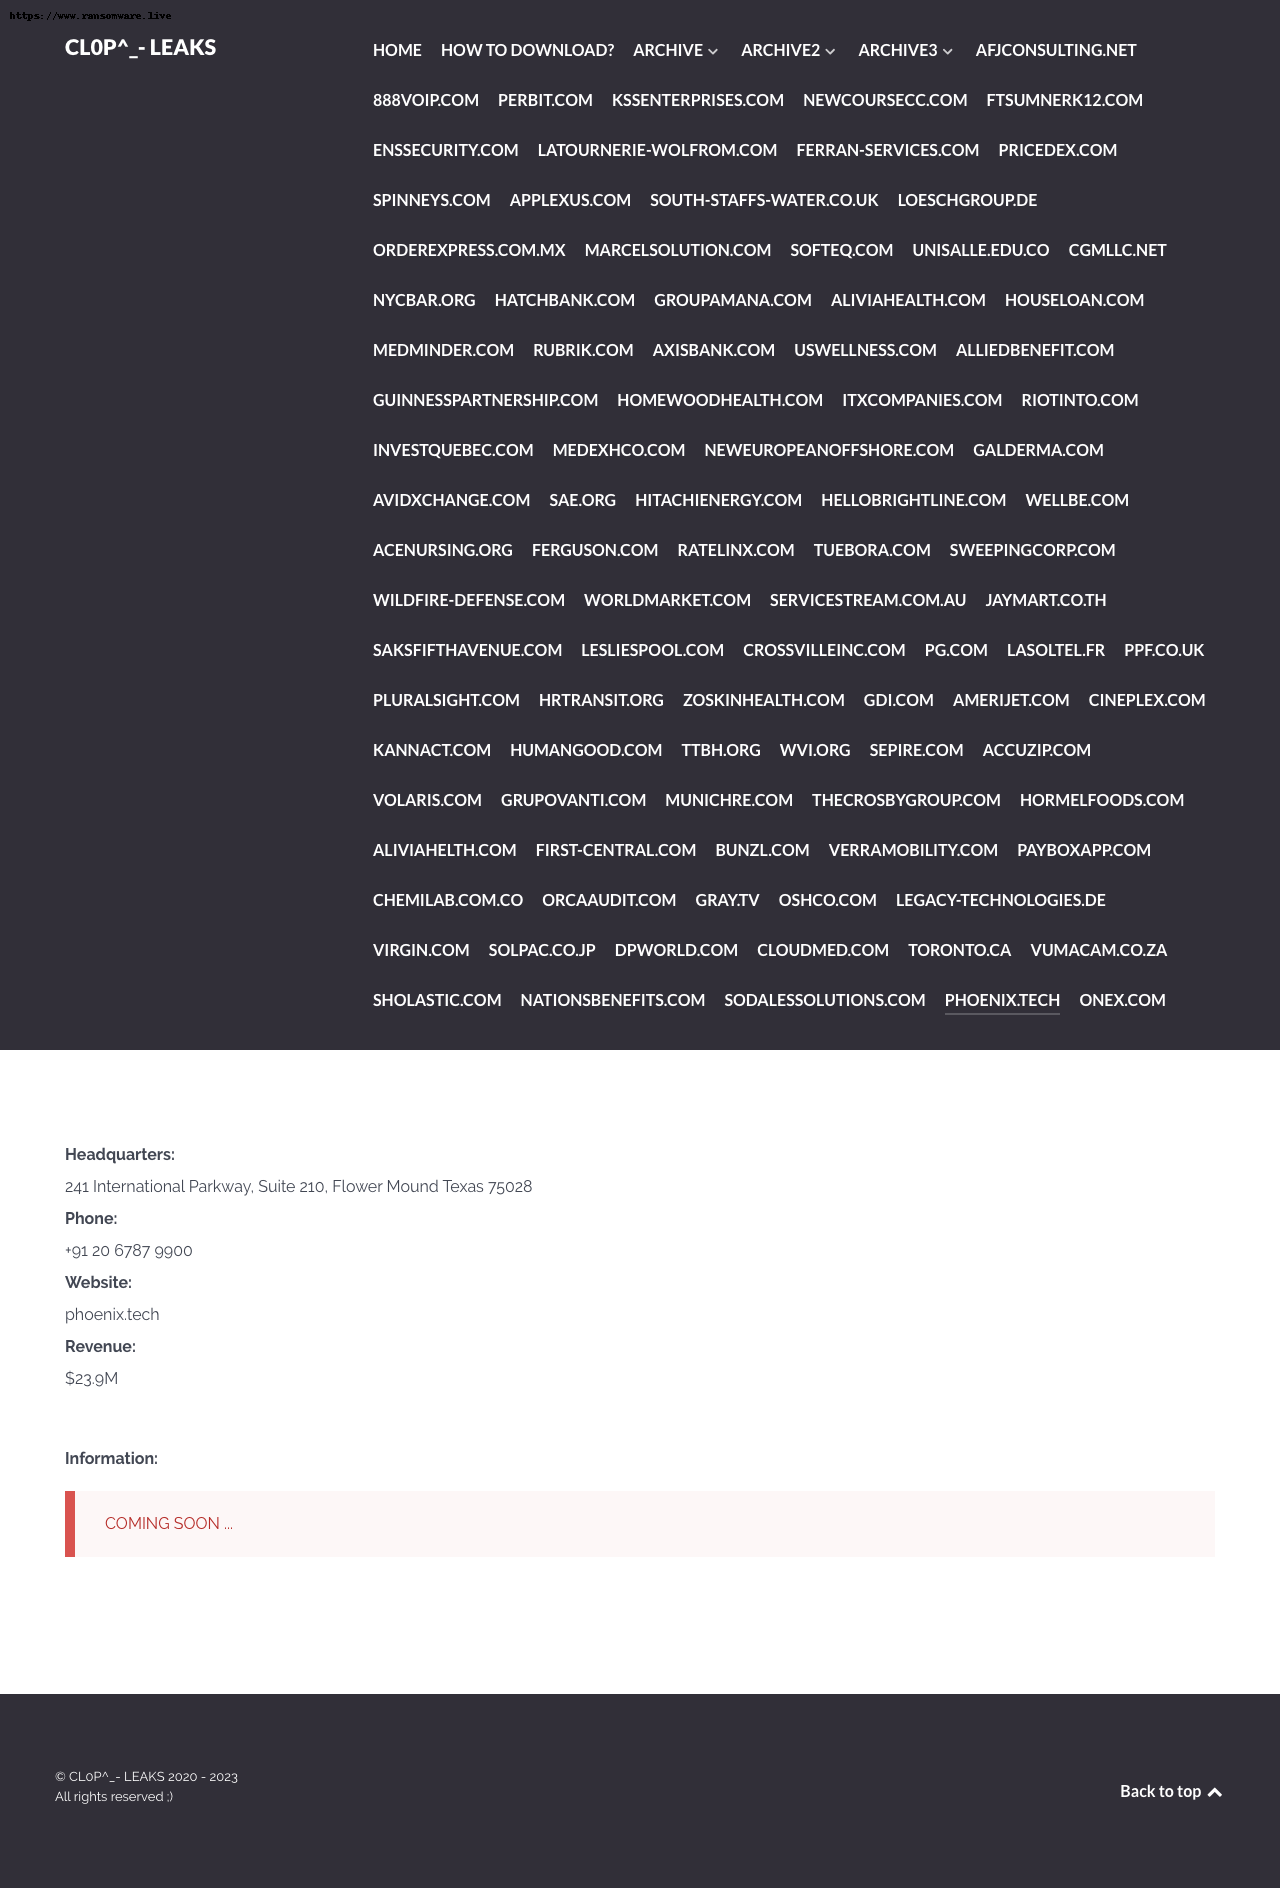 https://www.ransomware.live
CL0P^_- LEAKS
HOME HOW TO DOWNLOAD? ARCHIVE ARCHIVE2 ARCHIVE3 AFJCONSULTING.NET
888VOIP.COM PERBIT.COM KSSENTERPRISES.COM NEWCOURSECC.COM FTSUMNERK12.COM
ENSSECURITY.COM LATOURNERIE-WOLFROM.COM FERRAN-SERVICES.COM PRICEDEX.COM
SPINNEYS.COM APPLEXUS.COM SOUTH-STAFFS-WATER.CO.UK LOESCHGROUP.DE
ORDEREXPRESS.COM.MX MARCELSOLUTION.COM SOFTEQ.COM UNISALLE.EDU.CO CGMLLC.NET
NYCBAR.ORG HATCHBANK.COM GROUPAMANA.COM ALIVIAHEALTH.COM HOUSELOAN.COM
MEDMINDER.COM RUBRIK.COM AXISBANK.COM USWELLNESS.COM ALLIEDBENEFIT.COM
GUINNESSPARTNERSHIP.COM HOMEWOODHEALTH.COM ITXCOMPANIES.COM RIOTINTO.COM
INVESTQUEBEC.COM MEDEXHCO.COM NEWEUROPEANOFFSHORE.COM GALDERMA.COM
AVIDXCHANGE.COM SAE.ORG HITACHIENERGY.COM HELLOBRIGHTLINE.COM WELLBE.COM
ACENURSING.ORG FERGUSON.COM RATELINX.COM TUEBORA.COM SWEEPINGCORP.COM
WILDFIRE-DEFENSE.COM WORLDMARKET.COM SERVICESTREAM.COM.AU JAYMART.CO.TH
SAKSFIFTHAVENUE.COM LESLIESPOOL.COM CROSSVILLEINC.COM PG.COM LASOLTEL.FR PPF.CO.UK
PLURALSIGHT.COM HRTRANSIT.ORG ZOSKINHEALTH.COM GDI.COM AMERIJET.COM CINEPLEX.COM
KANNACT.COM HUMANGOOD.COM TTBH.ORG WVI.ORG SEPIRE.COM ACCUZIP.COM
VOLARIS.COM GRUPOVANTI.COM MUNICHRE.COM THECROSBYGROUP.COM HORMELFOODS.COM
ALIVIAHELTH.COM FIRST-CENTRAL.COM BUNZL.COM VERRAMOBILITY.COM PAYBOXAPP.COM
CHEMILAB.COM.CO ORCAAUDIT.COM GRAY.TV OSHCO.COM LEGACY-TECHNOLOGIES.DE
VIRGIN.COM SOLPAC.CO.JP DPWORLD.COM CLOUDMED.COM TORONTO.CA VUMACAM.CO.ZA
SHOLASTIC.COM NATIONSBENEFITS.COM SODALESSOLUTIONS.COM PHOENIX.TECH ONEX.COM
Headquarters:
241 International Parkway, Suite 210, Flower Mound Texas 75028
Phone:
+91 20 6787 9900
Website:
phoenix.tech
Revenue:
$23.9M
Information:
COMING SOON ...
© CL0P^_- LEAKS 2020 - 2023
All rights reserved ;)
Back to top